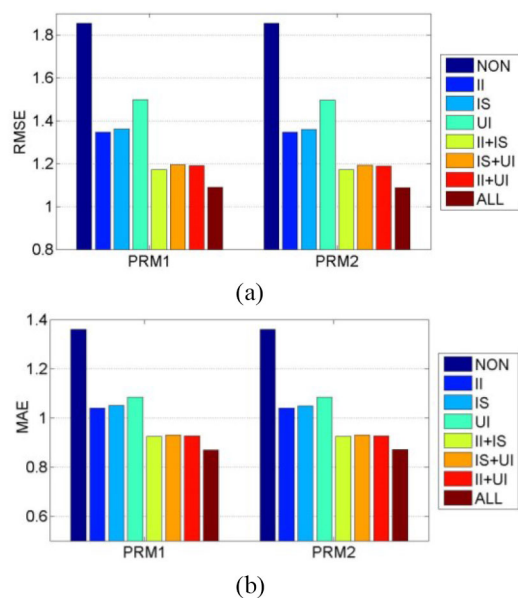 1.8
1.6
1.4
1.2
1
0.8
RMSE
PRM1
PRM2
NON
II
IS
UI
II+IS
IS+UI
II+UI
ALL
(a)
1.4
1.2
1
0.8
0.6
MAE
PRM1
PRM2
NON
II
IS
UI
II+IS
IS+UI
II+UI
ALL
(b)